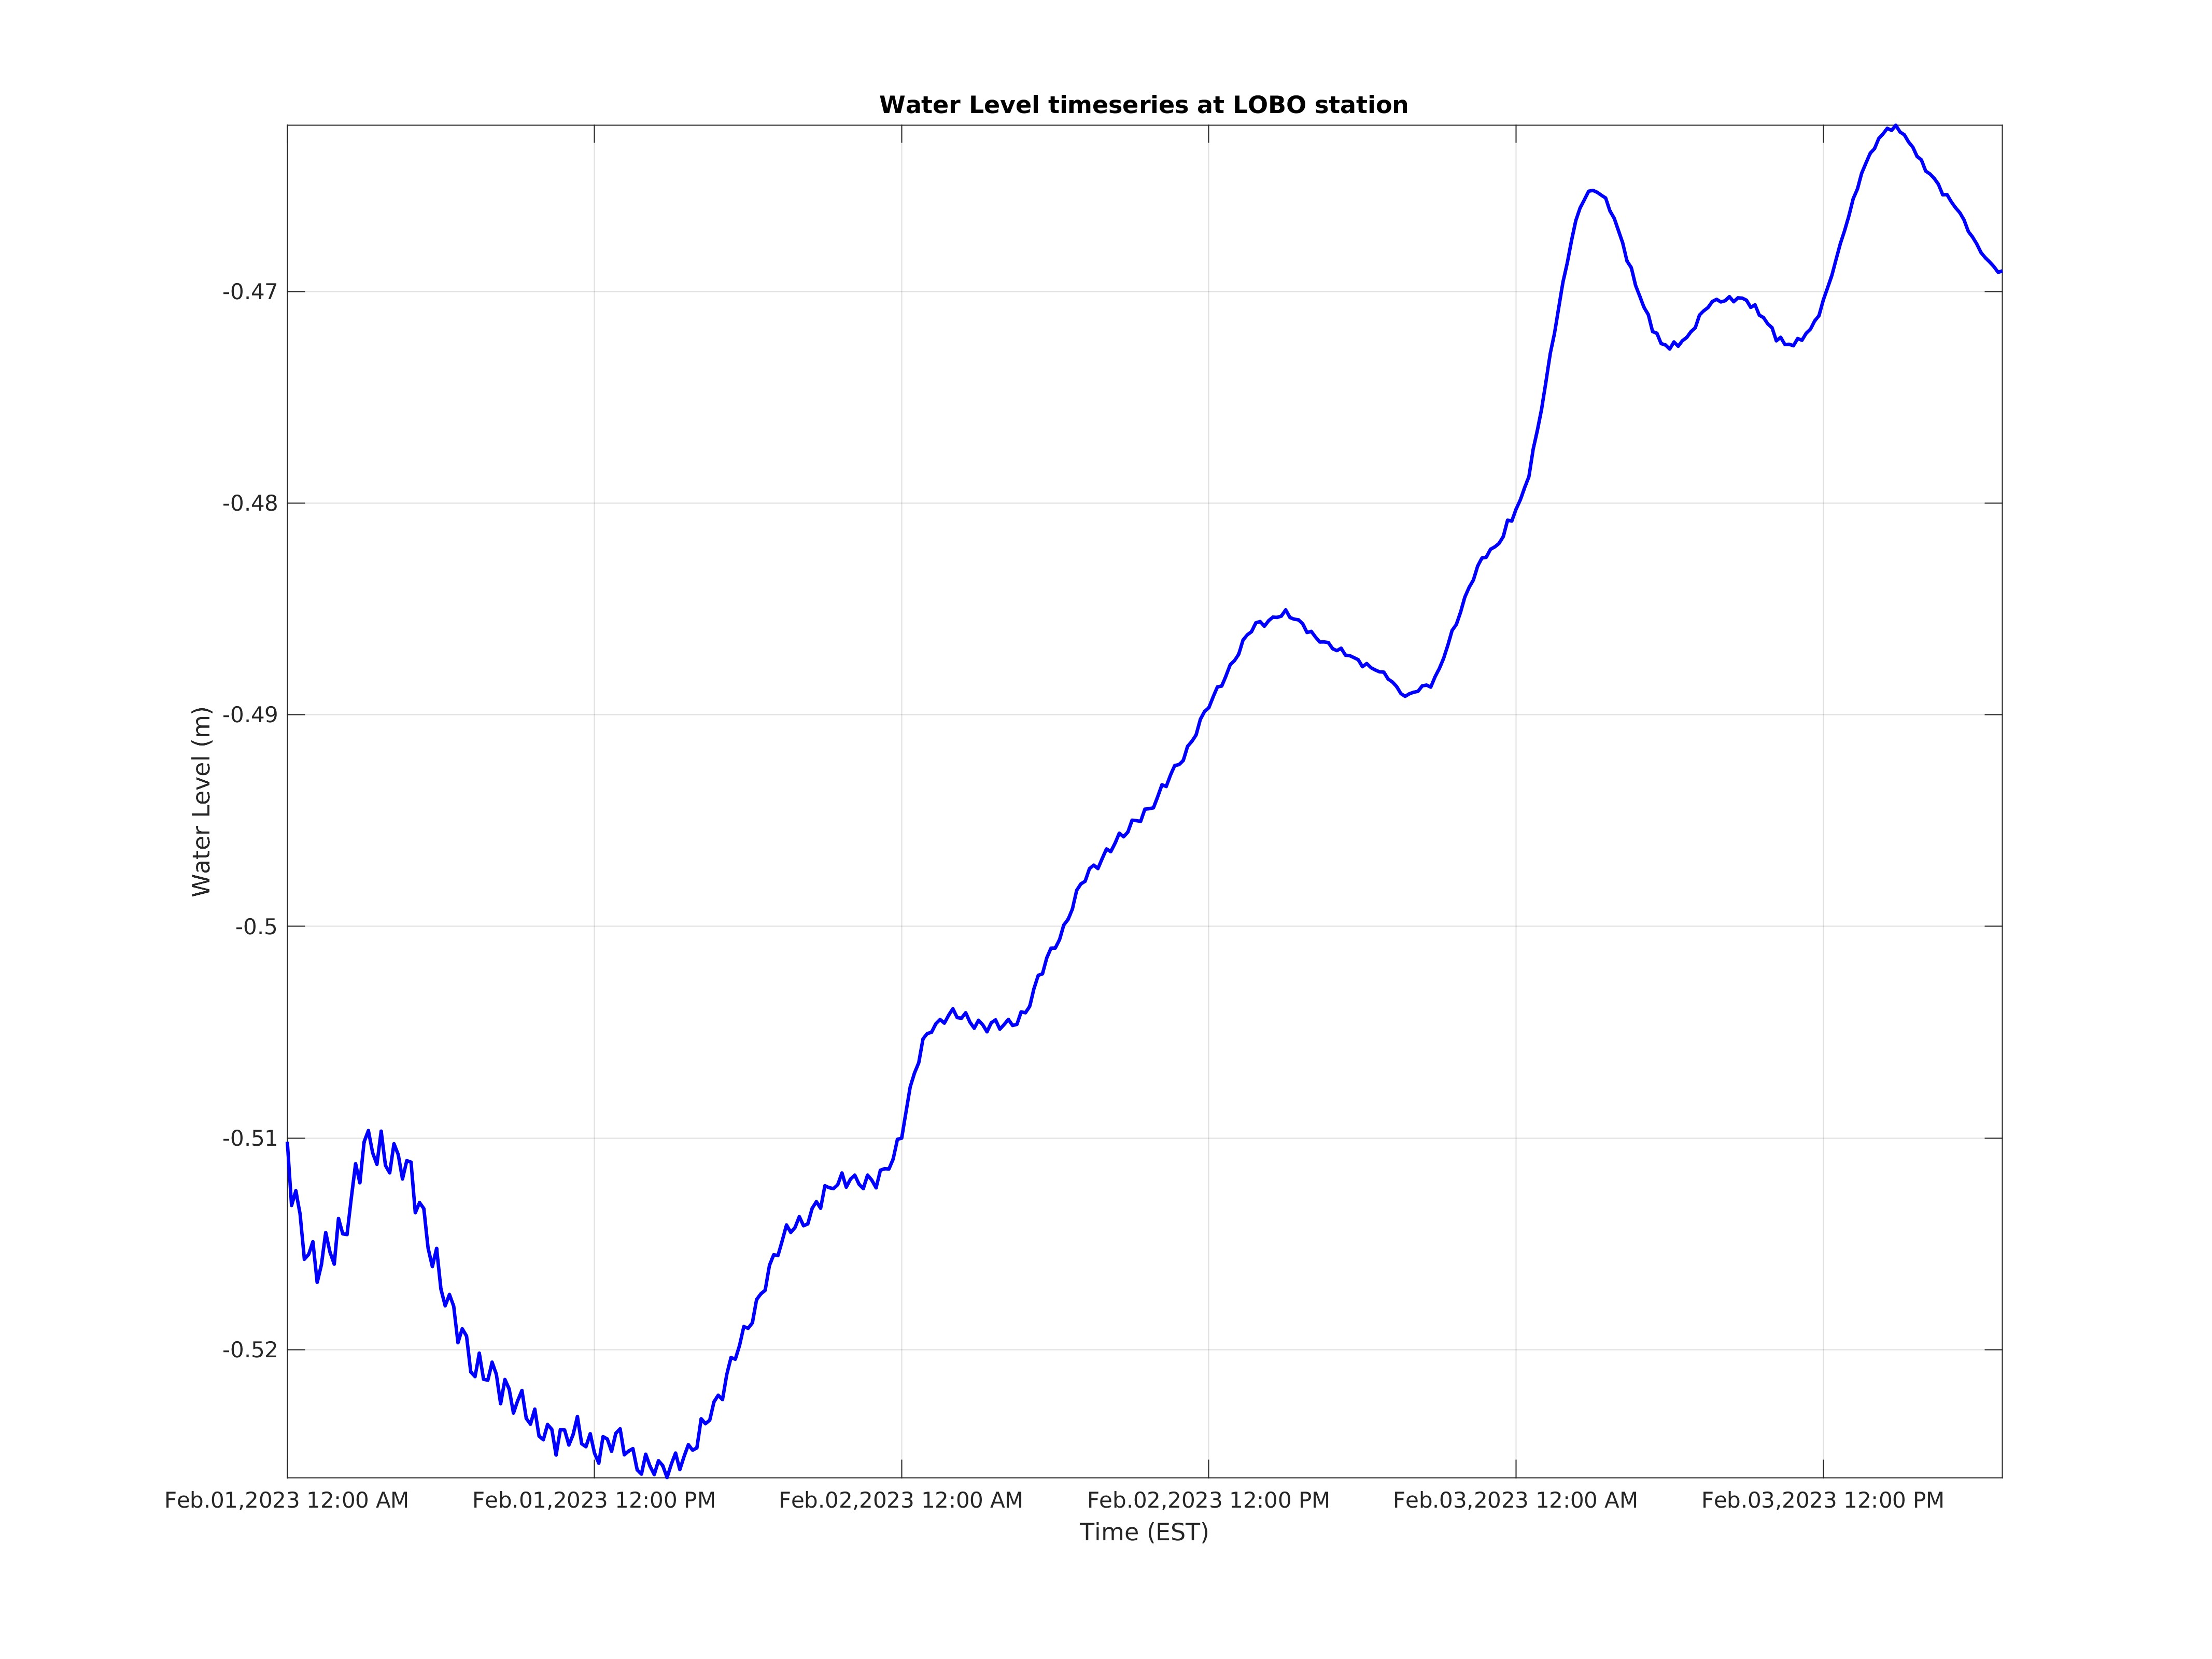 Water Level timeseries at LOBO station
Water Level (m)
-0.47
-0.48
-0.49
-0.5
-0.51
-0.52
Feb.01,2023 12:00 AM
Feb.01,2023 12:00 PM
Feb.02,2023 12:00 AM
Feb.02,2023 12:00 PM
Feb.03,2023 12:00 AM
Feb.03,2023 12:00 PM
Time (EST)